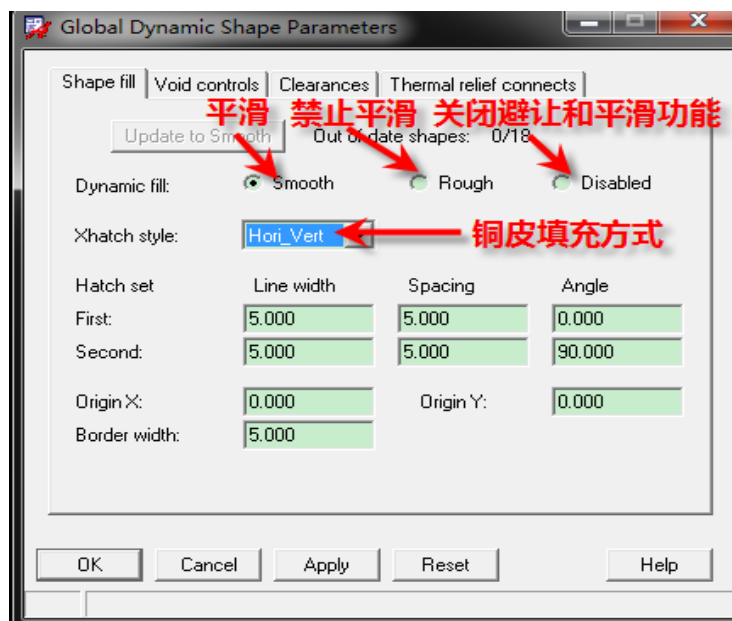 Global Dynamic Shape Parameters
Shape fill Void controls Clearances Thermal relief connects
平滑 禁止平滑 关闭避让和平滑功能
Update to Smooth Out of date shapes: 0/18
Dynamic fill: Smooth Rough Disabled
Xhatch style: Hori_Vert 铜皮填充方式
Hatch set Line width Spacing Angle
First: 5.000 5.000 0.000
Second: 5.000 5.000 90.000
Origin X: 0.000 Origin Y: 0.000
Border width: 5.000
OK Cancel Apply Reset Help